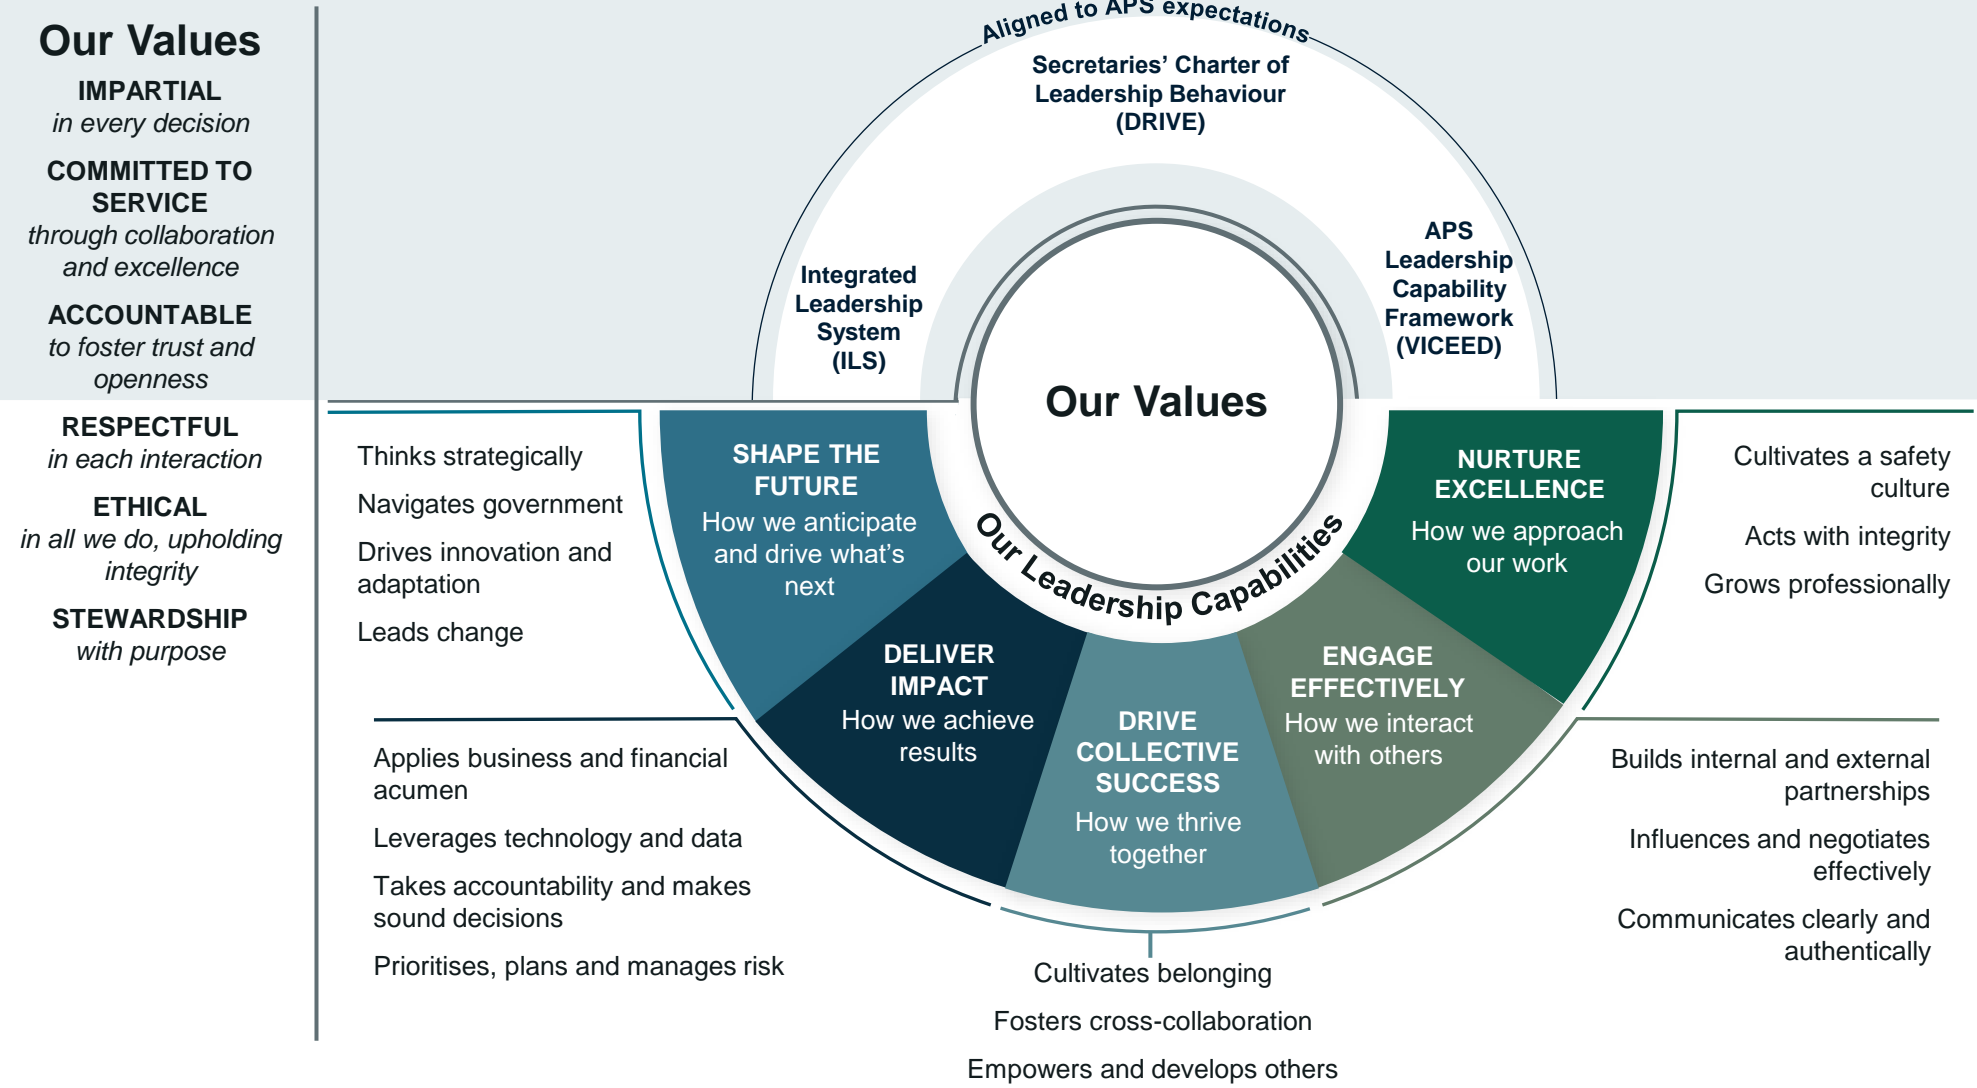 Our Values
IMPARTIAL
in every decision
COMMITTED TO
SERVICE
through collaboration
and excellence
ACCOUNTABLE
to foster trust and
openness
RESPECTFUL
in each interaction
ETHICAL
in all we do, upholding
integrity
STEWARDSHIP
with purpose
Aligned to APS expectations
Secretaries’ Charter of
Leadership Behaviour
(DRIVE)
Integrated
Leadership
System
(ILS)
APS
Leadership
Capability
Framework
(VICEED)
Our Values
Our Leadership Capabilities
SHAPE THE
FUTURE
How we anticipate
and drive what’s
next
Thinks strategically
Navigates government
Drives innovation and
adaptation
Leads change
DELIVER
IMPACT
How we achieve
results
Applies business and financial
acumen
Leverages technology and data
Takes accountability and makes
sound decisions
Prioritises, plans and manages risk
DRIVE
COLLECTIVE
SUCCESS
How we thrive
together
Cultivates belonging
Fosters cross-collaboration
Empowers and develops others
ENGAGE
EFFECTIVELY
How we interact
with others
Builds internal and external
partnerships
Influences and negotiates
effectively
Communicates clearly and
authentically
NURTURE
EXCELLENCE
How we approach
our work
Cultivates a safety
culture
Acts with integrity
Grows professionally